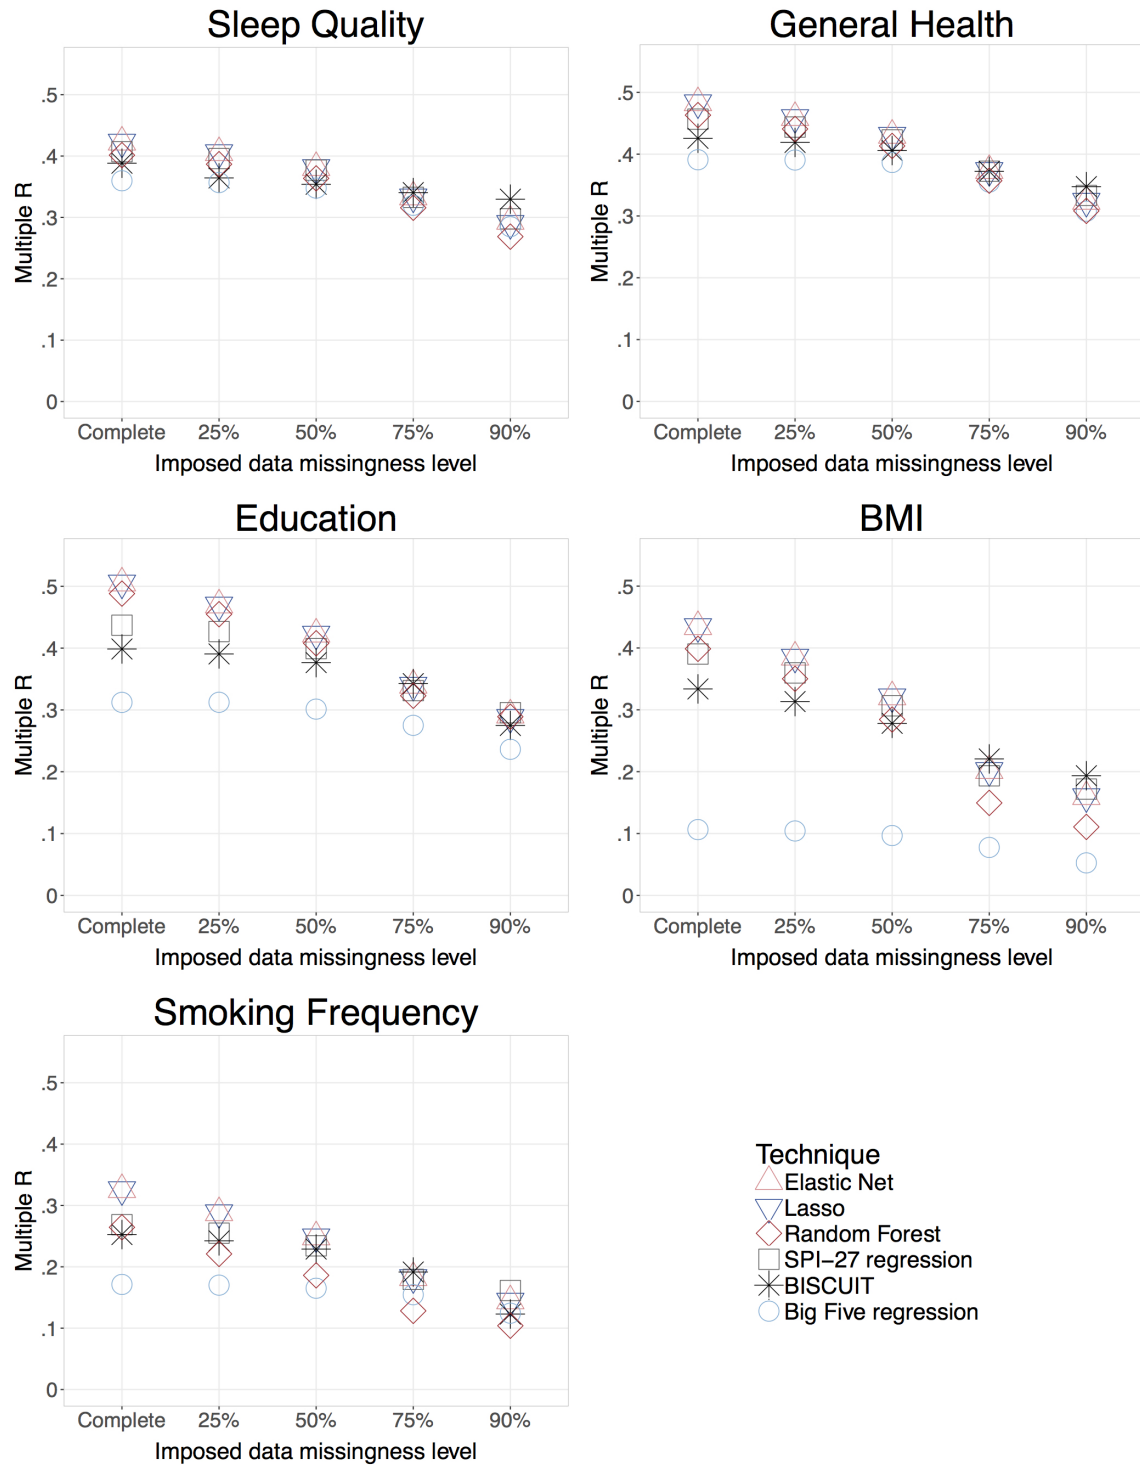 Sleep Quality
Multiple R
.5
.4
.3
.2
.1
0
Complete 25% 50% 75% 90%
Imposed data missingness level
General Health
Multiple R
.5
.4
.3
.2
.1
0
Complete 25% 50% 75% 90%
Imposed data missingness level
Education
Multiple R
.5
.4
.3
.2
.1
0
Complete 25% 50% 75% 90%
Imposed data missingness level
BMI
Multiple R
.5
.4
.3
.2
.1
0
Complete 25% 50% 75% 90%
Imposed data missingness level
Smoking Frequency
Multiple R
.5
.4
.3
.2
.1
0
Complete 25% 50% 75% 90%
Imposed data missingness level
Technique
Elastic Net
Lasso
Random Forest
SPI−27 regression
BISCUIT
Big Five regression